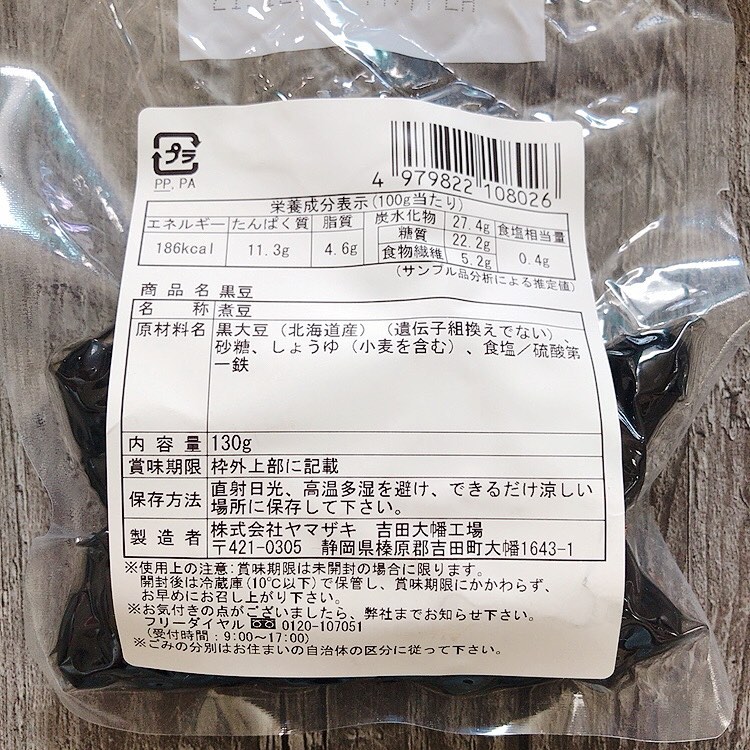 プラ
PP,PA
4 979822 108026
栄養成分表示(100g当たり)
エネルギー たんぱく質 脂質 炭水化物 27.4g 食塩相当量
186kcal 11.3g 4.6g 糖質 22.2g 0.4g
食物繊維 5.2g
(サンプル品分析による推定値)
商品名 黒豆
名称 煮豆
原材料名 黒大豆(北海道産)(遺伝子組換えでない)、
砂糖、しょうゆ(小麦を含む)、食塩/硫酸第
一鉄
内容量 130g
賞味期限 枠外上部に記載
保存方法 直射日光、高温多湿を避け、できるだけ涼しい
場所に保存して下さい。
製造者 株式会社ヤマザキ 吉田大幡工場
〒421-0305 静岡県榛原郡吉田町大幡1643-1
※使用上の注意:賞味期限は未開封の場合に限ります。
開封後は冷蔵庫(10℃以下)で保管し、賞味期限にかかわらず、
お早めにお召し上がり下さい。
※お気付きの点がございましたら、弊社までお知らせ下さい。
フリーダイヤル 0120-107051
(受付時間:9:00〜17:00)
※ごみの分別はお住まいの自治体の区分に従って下さい。